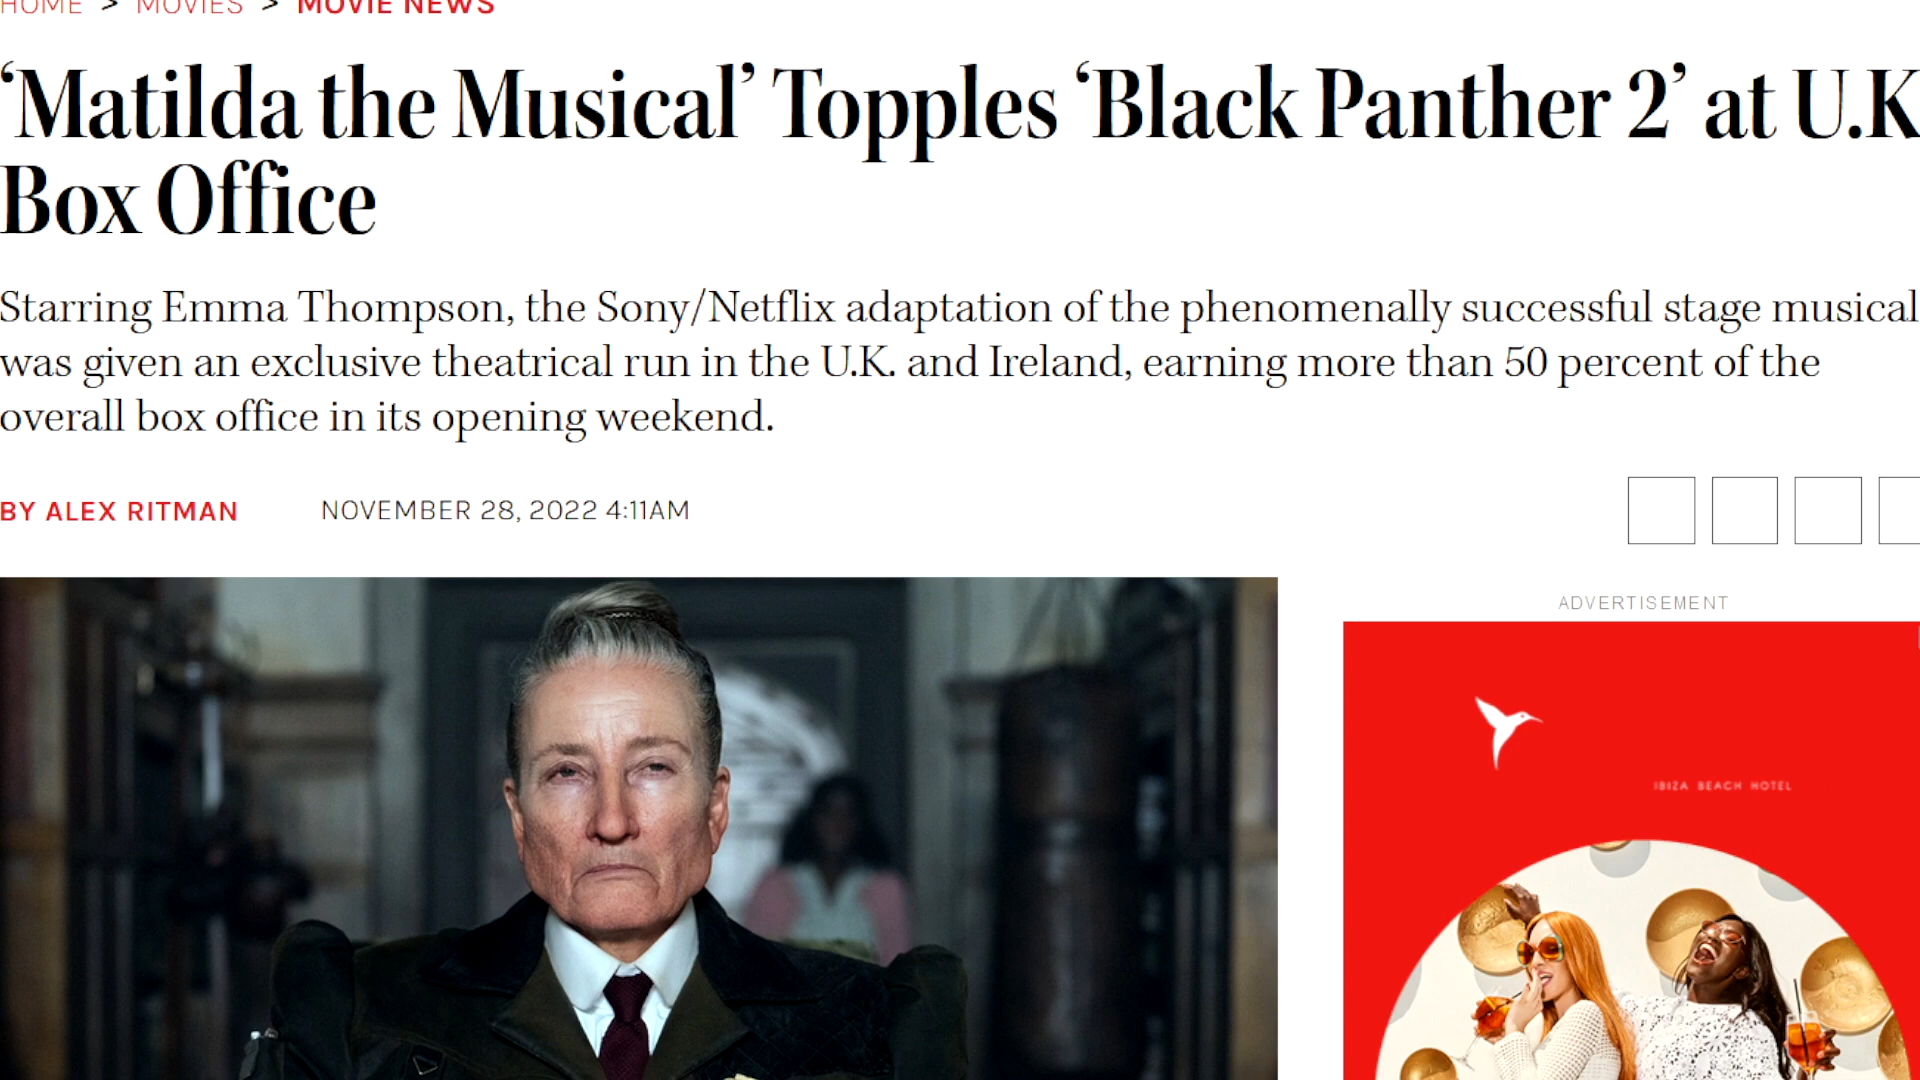 HOME > MOVIES > MOVIE NEWS
‘Matilda the Musical’ Topples ‘Black Panther 2’ at U.K
Box Office
Starring Emma Thompson, the Sony/Netflix adaptation of the phenomenally successful stage musical
was given an exclusive theatrical run in the U.K. and Ireland, earning more than 50 percent of the
overall box office in its opening weekend.
BY ALEX RITMAN NOVEMBER 28, 2022 4:11AM
ADVERTISEMENT
IBIZA BEACH HOTEL